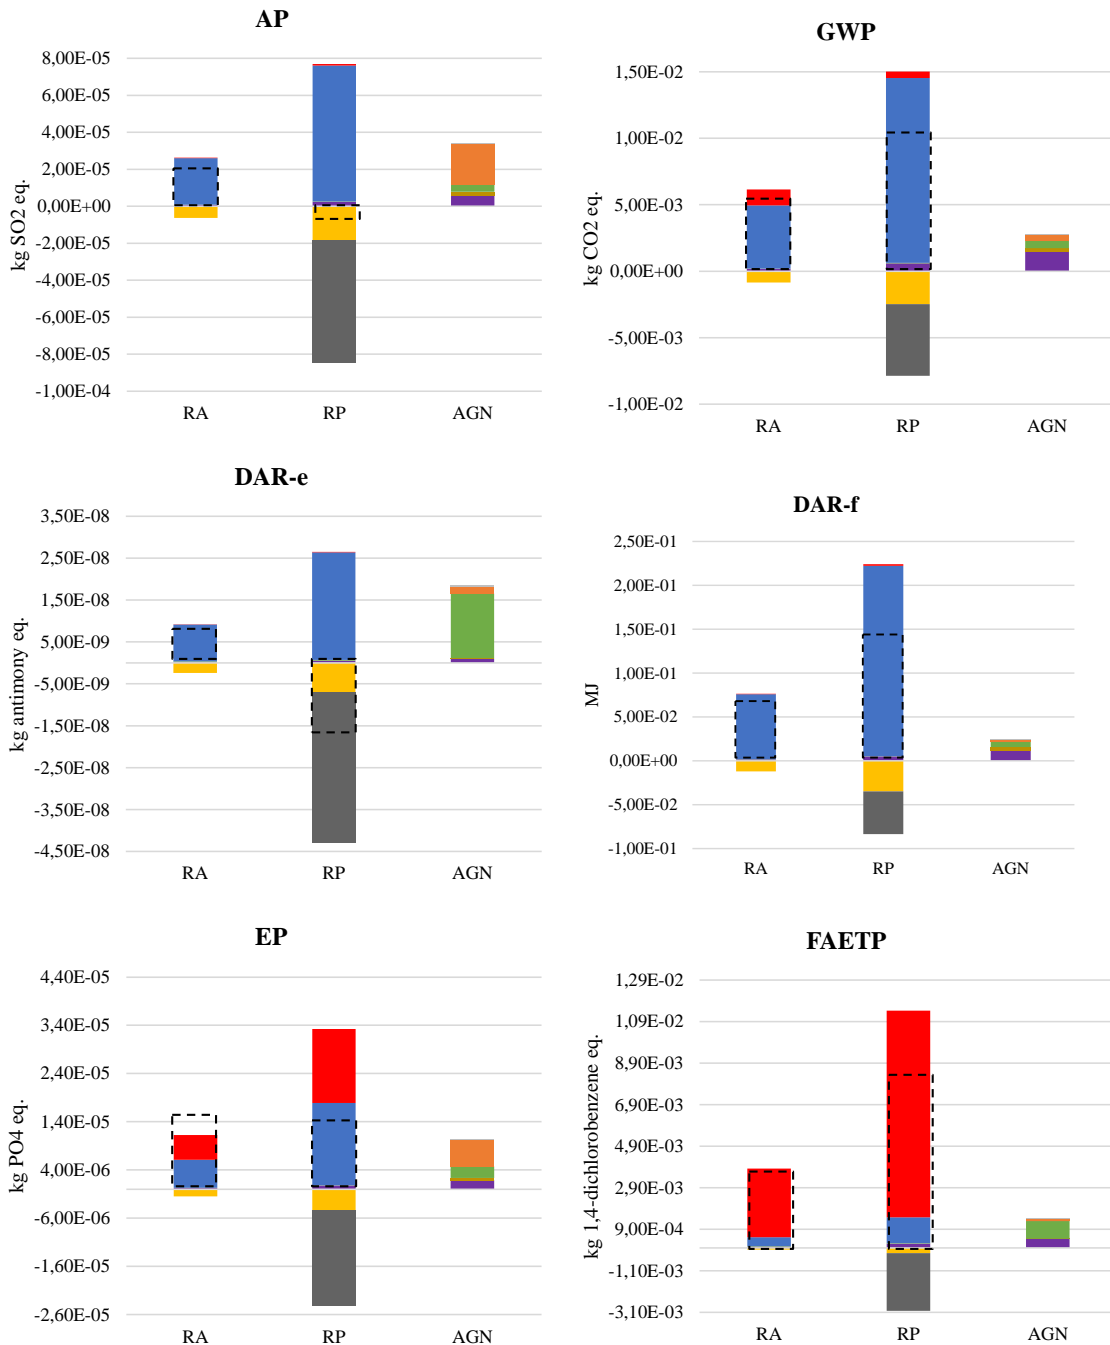 AP
8,00E-05
6,00E-05
4,00E-05
2,00E-05
0,00E+00
-2,00E-05
-4,00E-05
-6,00E-05
-8,00E-05
-1,00E-04
kg SO2 eq.
RA RP AGN
GWP
1,50E-02
1,00E-02
5,00E-03
0,00E+00
-5,00E-03
-1,00E-02
kg CO2 eq.
RA RP AGN
DAR-e
3,50E-08
2,50E-08
1,50E-08
5,00E-09
-5,00E-09
-1,50E-08
-2,50E-08
-3,50E-08
-4,50E-08
kg antimony eq.
RA RP AGN
DAR-f
2,50E-01
2,00E-01
1,50E-01
1,00E-01
5,00E-02
0,00E+00
-5,00E-02
-1,00E-01
MJ
RA RP AGN
EP
4,40E-05
3,40E-05
2,40E-05
1,40E-05
4,00E-06
-6,00E-06
-1,60E-05
-2,60E-05
kg PO4 eq.
RA RP AGN
FAETP
1,29E-02
1,09E-02
8,90E-03
6,90E-03
4,90E-03
2,90E-03
9,00E-04
-1,10E-03
-3,10E-03
kg 1,4-dichlorobenzene eq.
RA RP AGN